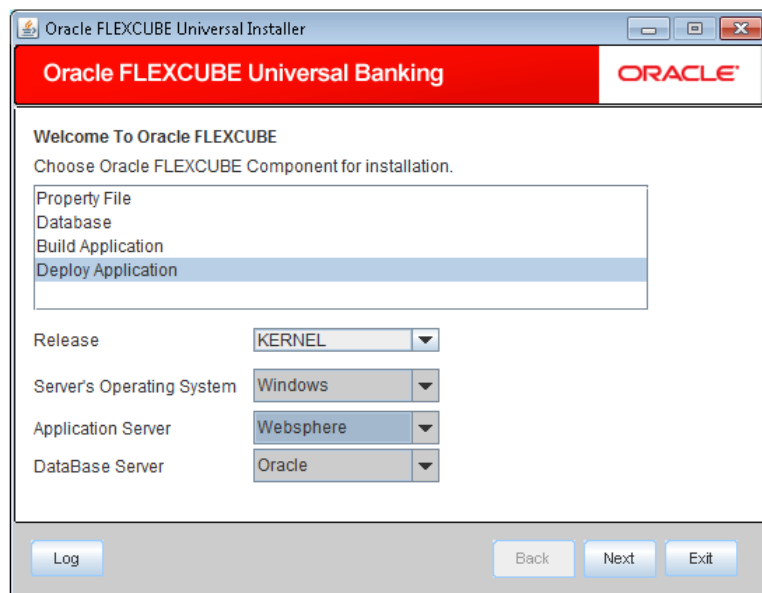 Oracle FLEXCUBE Universal Installer
Oracle FLEXCUBE Universal Banking
ORACLE®
Welcome To Oracle FLEXCUBE
Choose Oracle FLEXCUBE Component for installation.
Property File
Database
Build Application
Deploy Application
Release KERNEL
Server's Operating System Windows
Application Server Websphere
DataBase Server Oracle
Log Back Next Exit